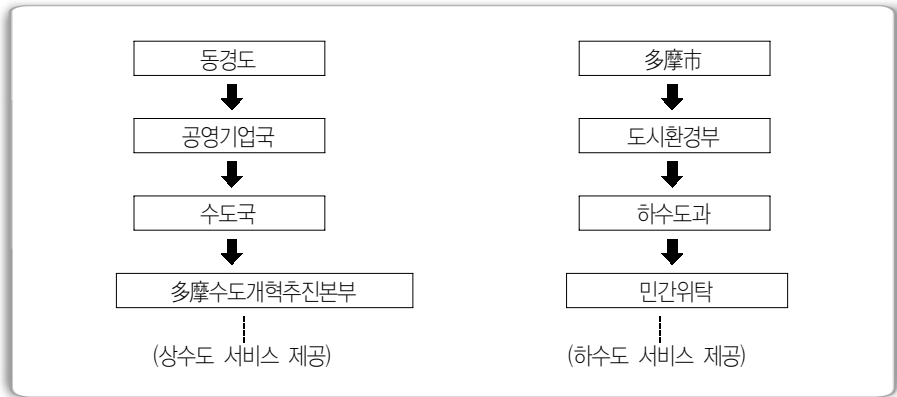 동경도
공영기업국
수도국
多摩수도개혁추진본부
(상수도 서비스 제공)
多摩市
도시환경부
하수도과
민간위탁
(하수도 서비스 제공)